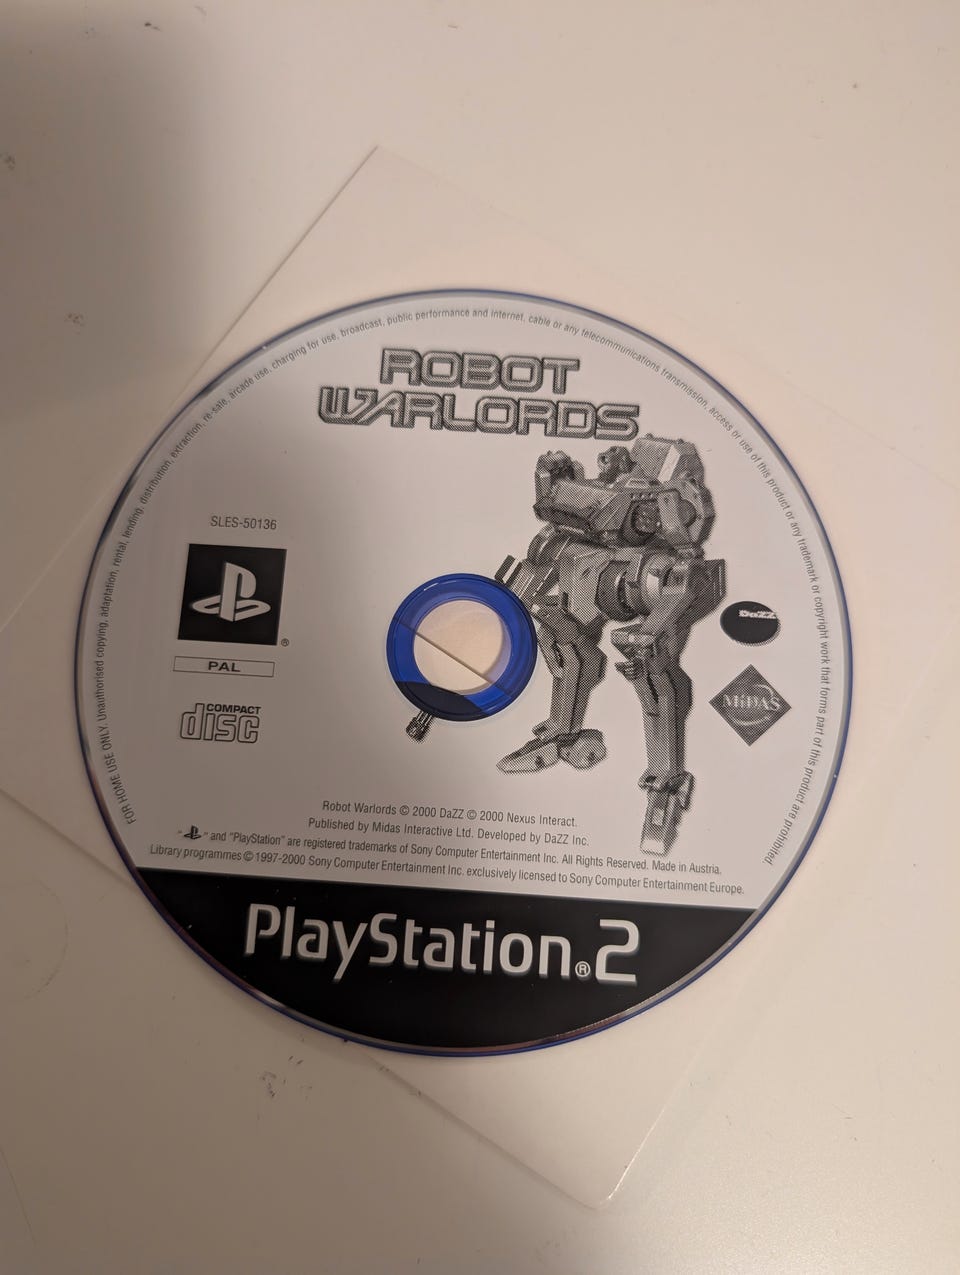 FOR HOME USE ONLY. Unauthorised copying, adaptation, rental, lending, distribution, extraction, re-sale, arcade use, charging for use, broadcast, public performance and internet, cable or any telecommunications transmission, access or use of this product or any trademark or copyright work that forms part of this product are prohibited.
ROBOT
WARLORDS
SLES-50136
®
PAL
COMPACT
disc
DaZZ
MiDAS
Robot Warlords © 2000 DaZZ © 2000 Nexus Interact.
Published by Midas Interactive Ltd. Developed by DaZZ Inc.
" " and "PlayStation" are registered trademarks of Sony Computer Entertainment Inc. All Rights Reserved. Made in Austria.
Library programmes © 1997-2000 Sony Computer Entertainment Inc. exclusively licensed to Sony Computer Entertainment Europe.
PlayStation®2